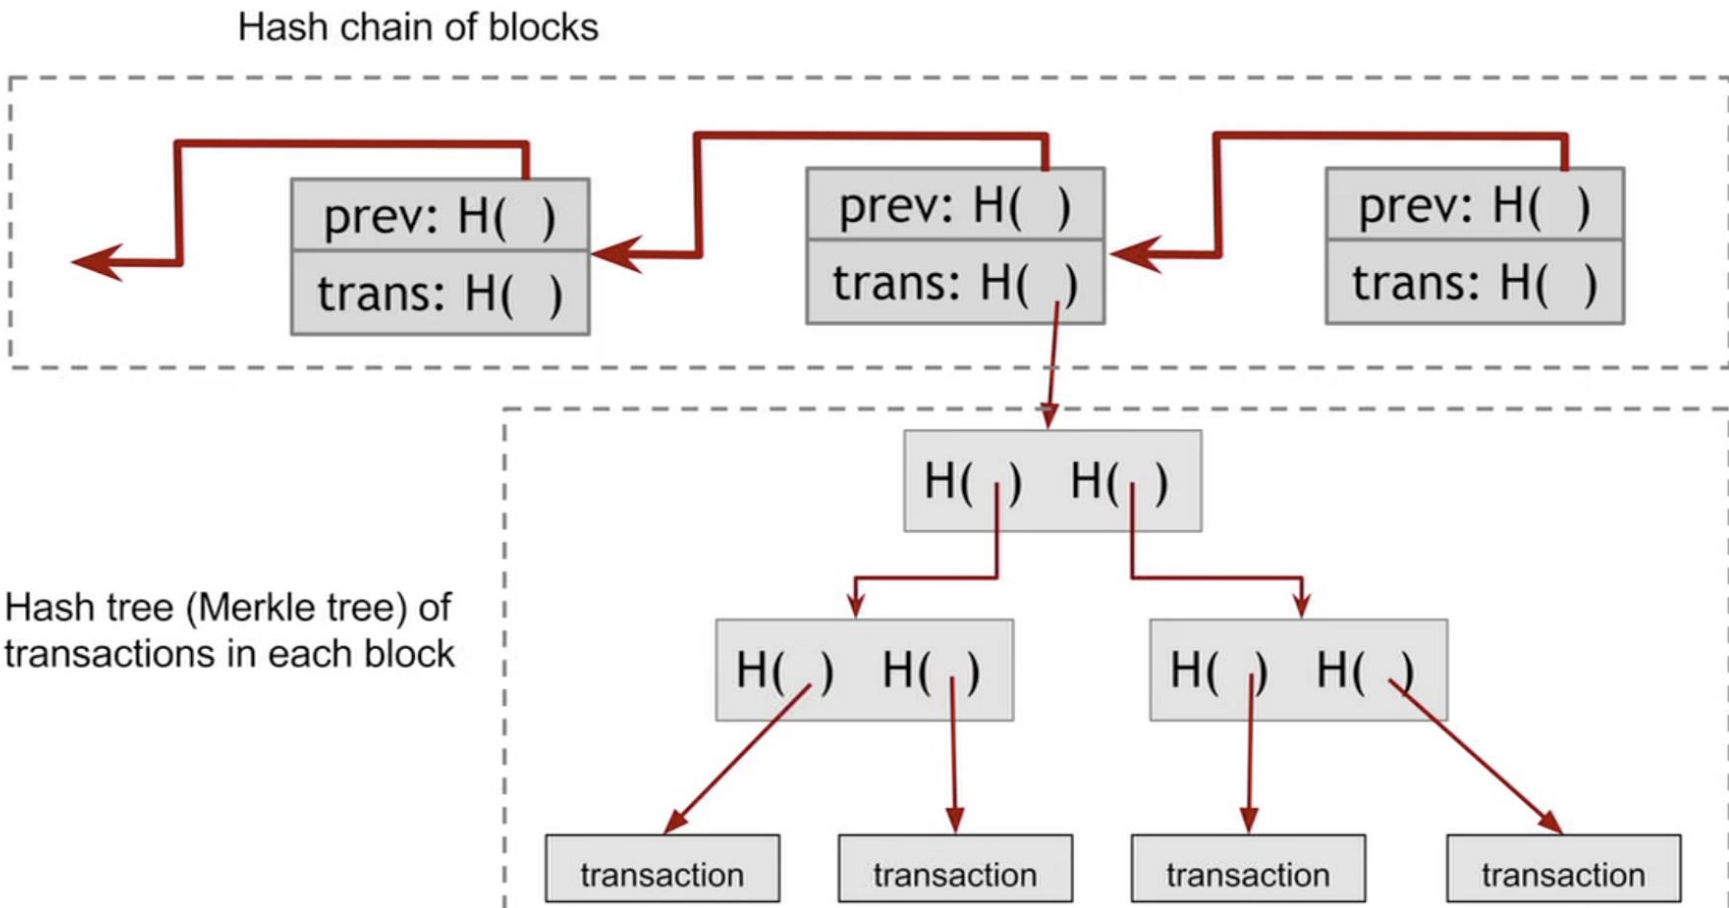 Hash chain of blocks
prev: H( )
trans: H( )
prev: H( )
trans: H( )
prev: H( )
trans: H( )
H( ) H( )
Hash tree (Merkle tree) of
transactions in each block
H( ) H( )
H( ) H( )
transaction
transaction
transaction
transaction